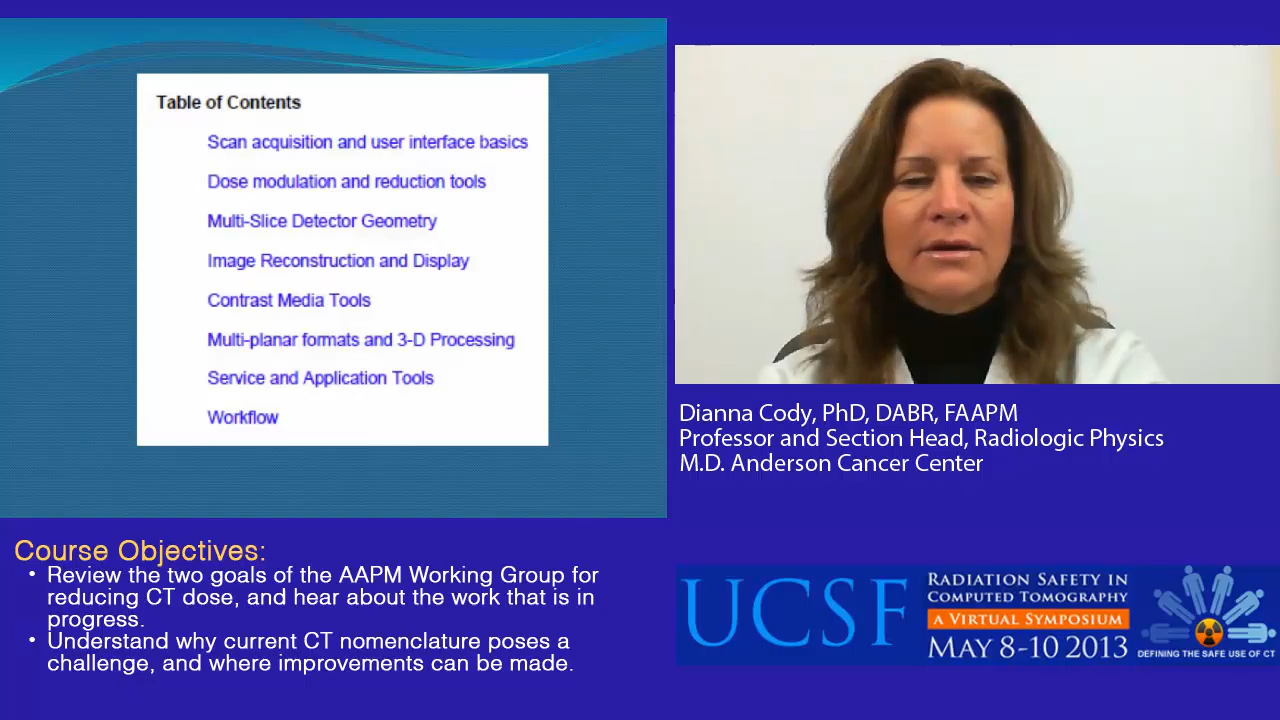 Table of Contents
Scan acquisition and user interface basics
Dose modulation and reduction tools
Multi-Slice Detector Geometry
Image Reconstruction and Display
Contrast Media Tools
Multi-planar formats and 3-D Processing
Service and Application Tools
Workflow
Dianna Cody, PhD, DABR, FAAPM
Professor and Section Head, Radiologic Physics
M.D. Anderson Cancer Center
Course Objectives:
• Review the two goals of the AAPM Working Group for
reducing CT dose, and hear about the work that is in
progress.
• Understand why current CT nomenclature poses a
challenge, and where improvements can be made.
UCSF
RADIATION SAFETY IN
COMPUTED TOMOGRAPHY
A VIRTUAL SYMPOSIUM
MAY 8-10 2013
DEFINING THE SAFE USE OF CT